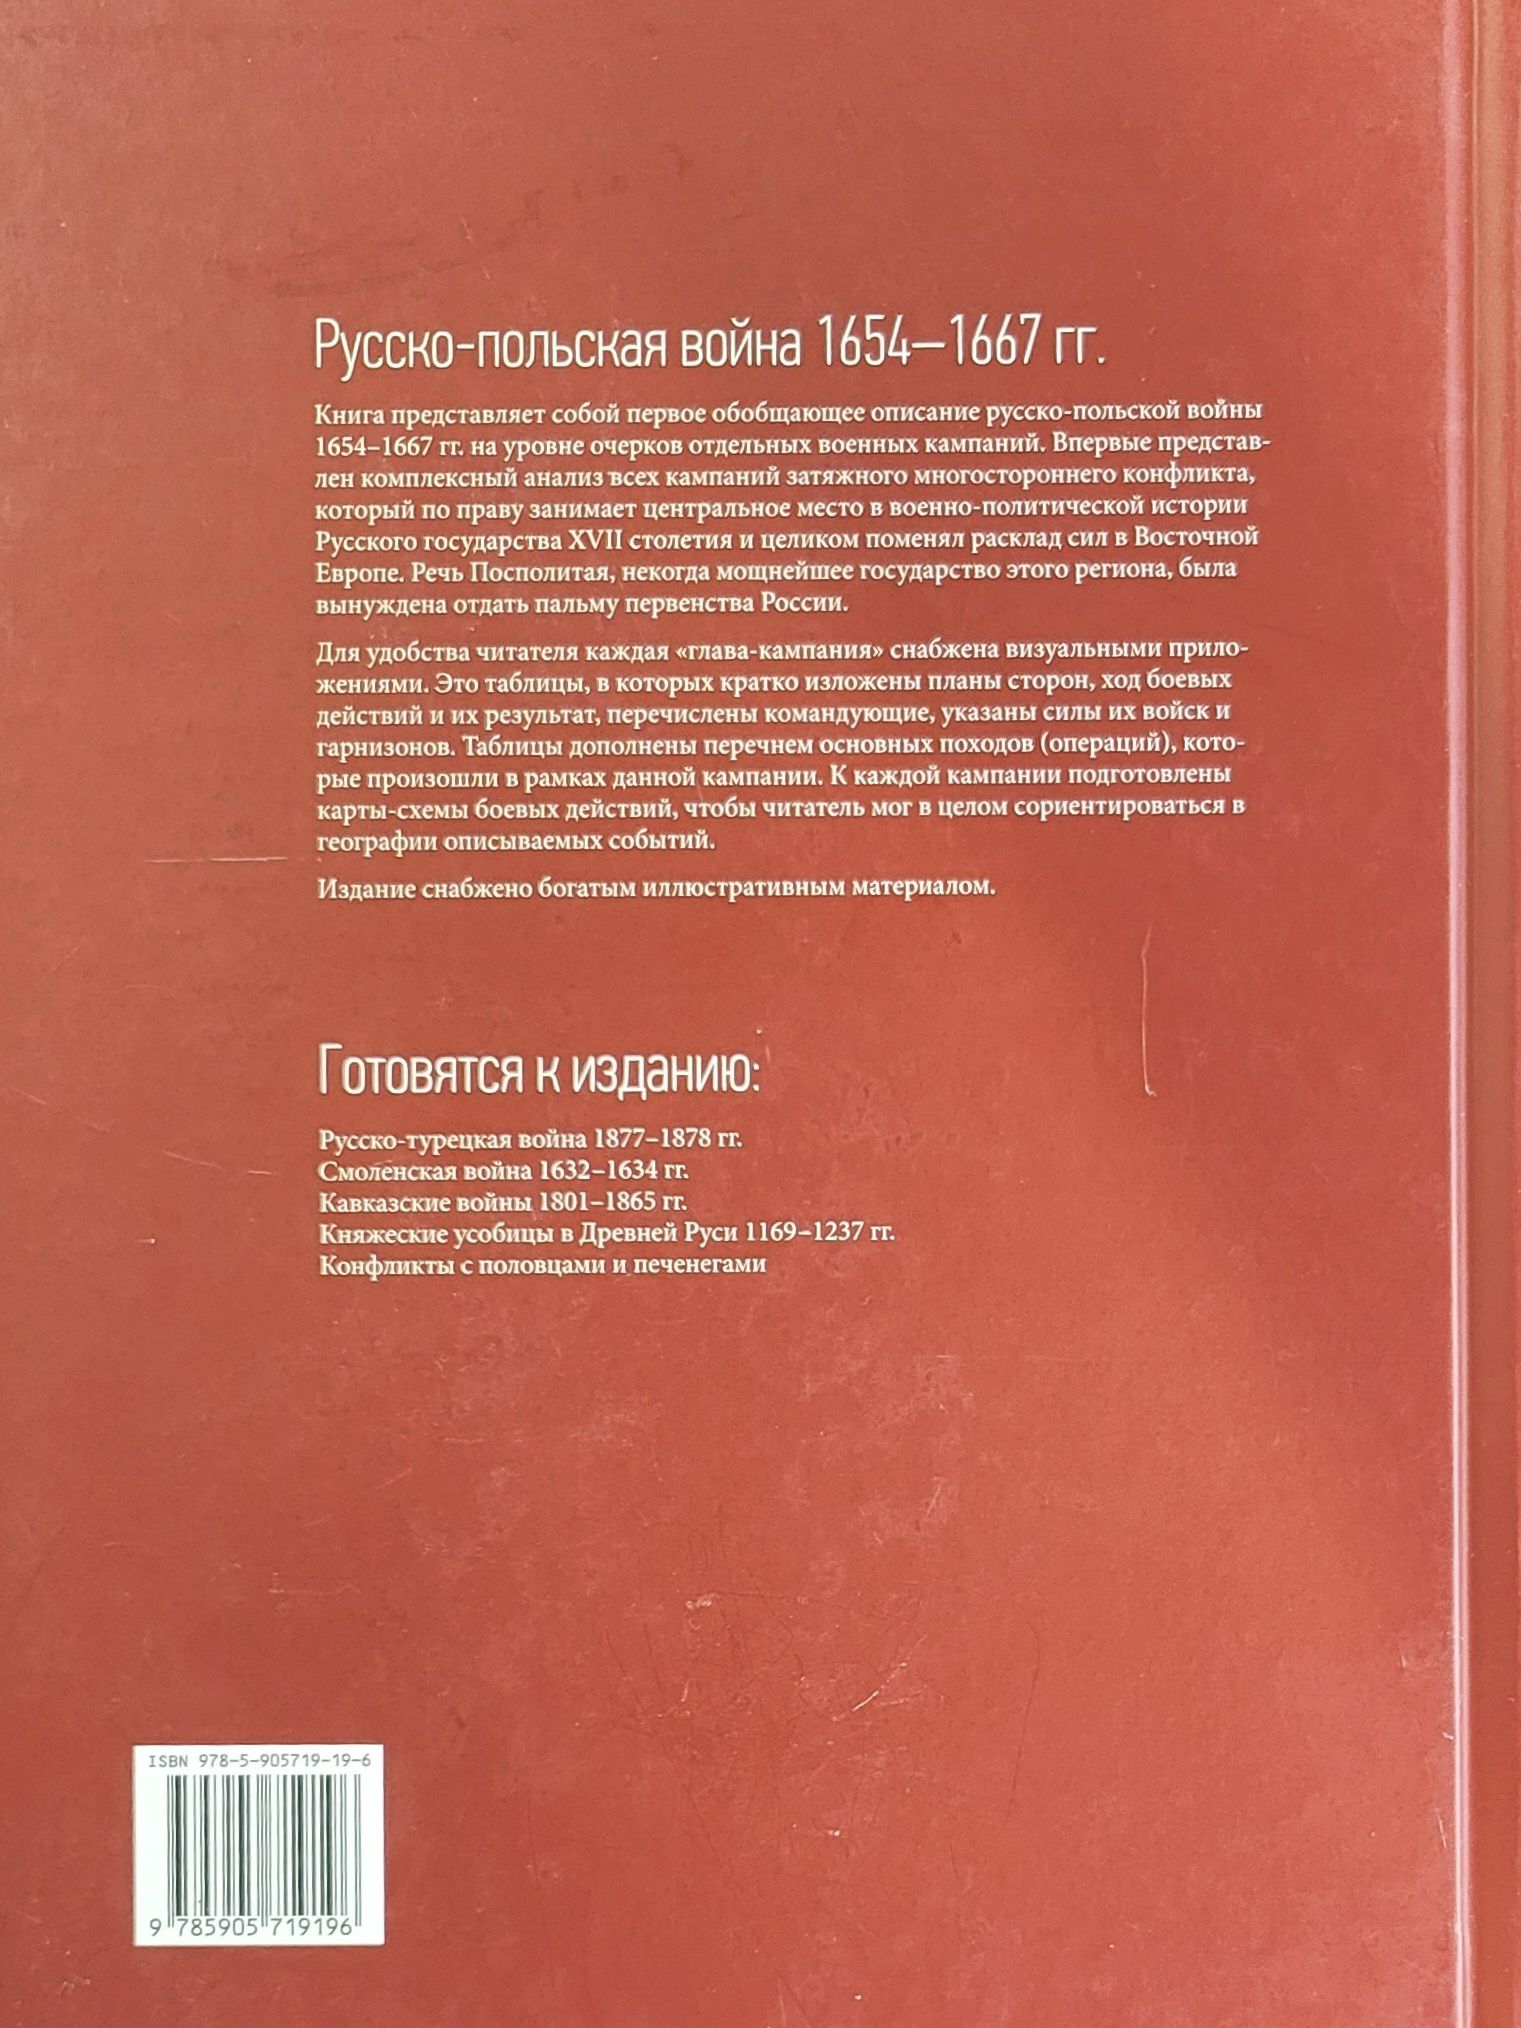 Русско-польская война 1654–1667 гг.
Книга представляет собой первое обобщающее описание русско-польской войны
1654–1667 гг. на уровне очерков отдельных военных кампаний. Впервые представ-
лен комплексный анализ всех кампаний затяжного многостороннего конфликта,
который по праву занимает центральное место в военно-политической истории
Русского государства XVII столетия и целиком поменял расклад сил в Восточной
Европе. Речь Посполитая, некогда мощнейшее государство этого региона, была
вынуждена отдать пальму первенства России.
Для удобства читателя каждая «глава-кампания» снабжена визуальными прило-
жениями. Это таблицы, в которых кратко изложены планы сторон, ход боевых
действий и их результат, перечислены командующие, указаны силы их войск и
гарнизонов. Таблицы дополнены перечнем основных походов (операций), кото-
рые произошли в рамках данной кампании. К каждой кампании подготовлены
карты-схемы боевых действий, чтобы читатель мог в целом сориентироваться в
географии описываемых событий.
Издание снабжено богатым иллюстративным материалом.
Готовятся к изданию:
Русско-турецкая война 1877–1878 гг.
Смоленская война 1632–1634 гг.
Кавказские войны 1801–1865 гг.
Княжеские усобицы в Древней Руси 1169–1237 гг.
Конфликты с половцами и печенегами
ISBN 978-5-905719-19-6
9 785905 719196